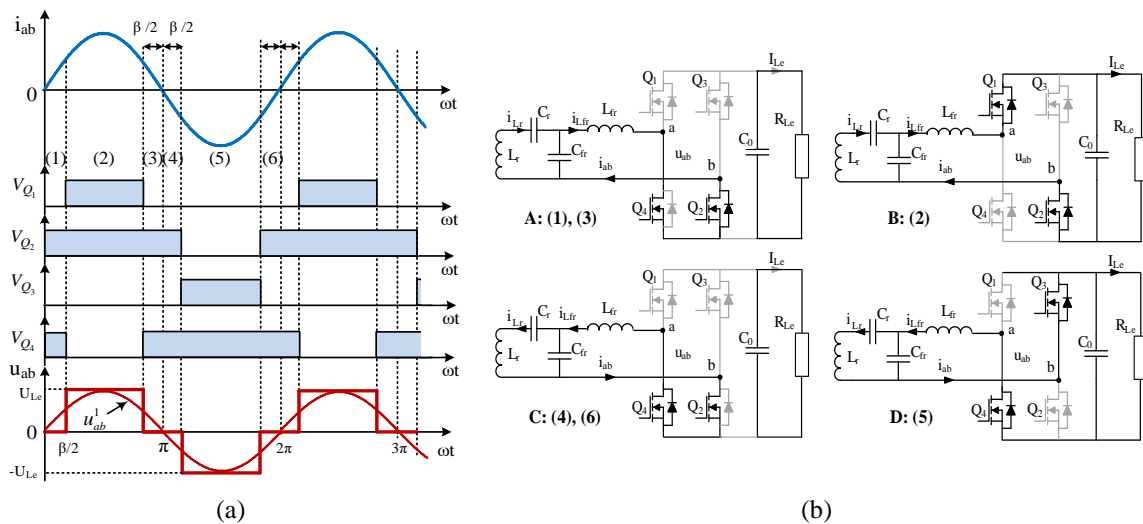 i_ab
β/2 β/2
0
ωt
(1) (2) (3) (4) (5) (6)
V_Q1
ωt
V_Q2
ωt
V_Q3
ωt
V_Q4
ωt
u_ab
U_Le
u¹_ab
0
ωt
β/2 π 2π 3π
-U_Le
(a)
I_Le
Q_1 Q_3
i_Lr C_r i_Lfr L_fr
a
L_r C_fr
u_ab
C_0 R_Le
i_ab b
Q_4 Q_2
A: (1), (3)
I_Le
Q_1 Q_3
i_Lr C_r i_Lfr L_fr
a
L_r C_fr
u_ab
C_0 R_Le
i_ab b
Q_4 Q_2
B: (2)
I_Le
Q_1 Q_3
i_Lr C_r i_Lfr L_fr
a
L_r C_fr
u_ab
C_0 R_Le
i_ab b
Q_4 Q_2
C: (4), (6)
I_Le
Q_1 Q_3
i_Lr C_r i_Lfr L_fr
a
L_r C_fr
u_ab
C_0 R_Le
i_ab b
Q_4 Q_2
D: (5)
(b)